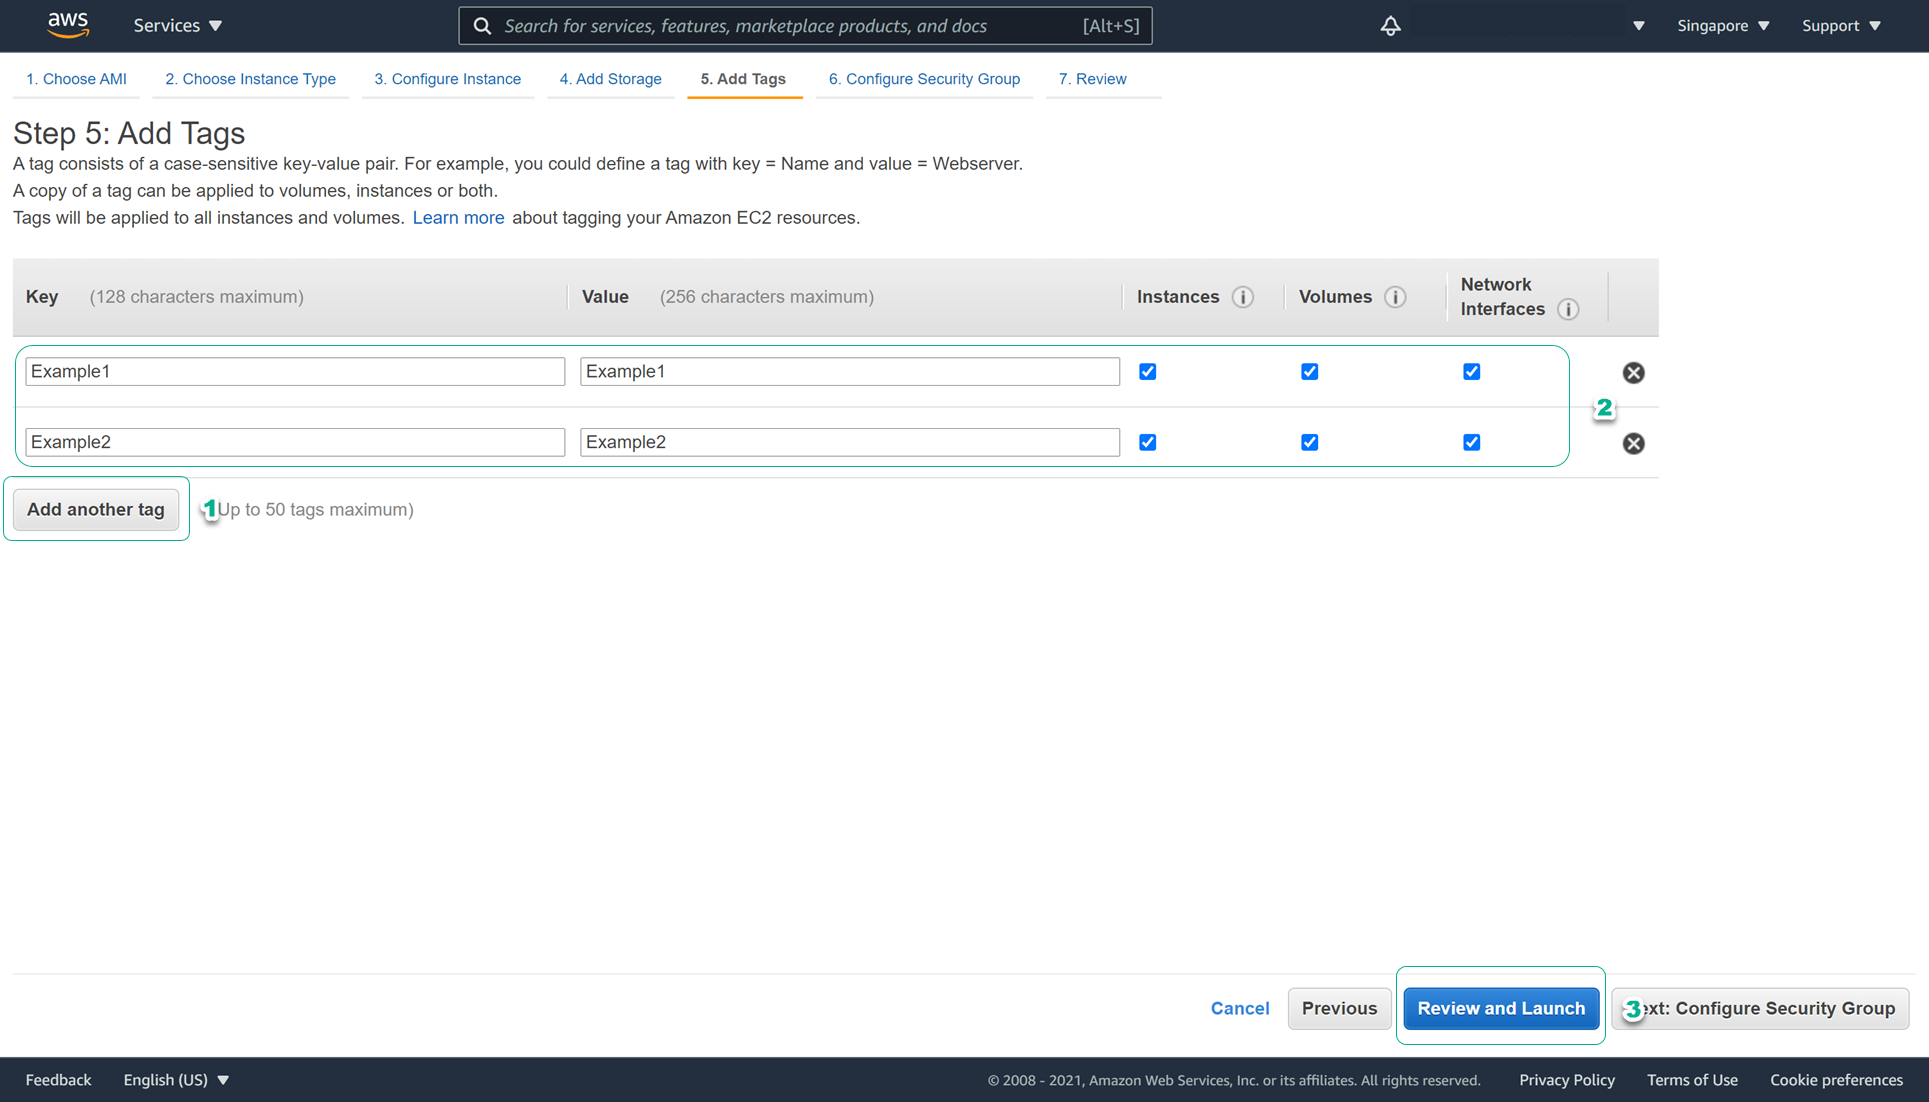 aws Services Search for services, features, marketplace products, and docs [Alt+S] Singapore Support
1. Choose AMI 2. Choose Instance Type 3. Configure Instance 4. Add Storage 5. Add Tags 6. Configure Security Group 7. Review
Step 5: Add Tags
A tag consists of a case-sensitive key-value pair. For example, you could define a tag with key = Name and value = Webserver.
A copy of a tag can be applied to volumes, instances or both.
Tags will be applied to all instances and volumes. Learn more about tagging your Amazon EC2 resources.
Key (128 characters maximum) Value (256 characters maximum) Instances i Volumes i Network
Interfaces i
Example1 Example1
2
Example2 Example2
Add another tag 1 Up to 50 tags maximum)
Cancel Previous Review and Launch 3 ext: Configure Security Group
Feedback English (US) © 2008 - 2021, Amazon Web Services, Inc. or its affiliates. All rights reserved. Privacy Policy Terms of Use Cookie preferences